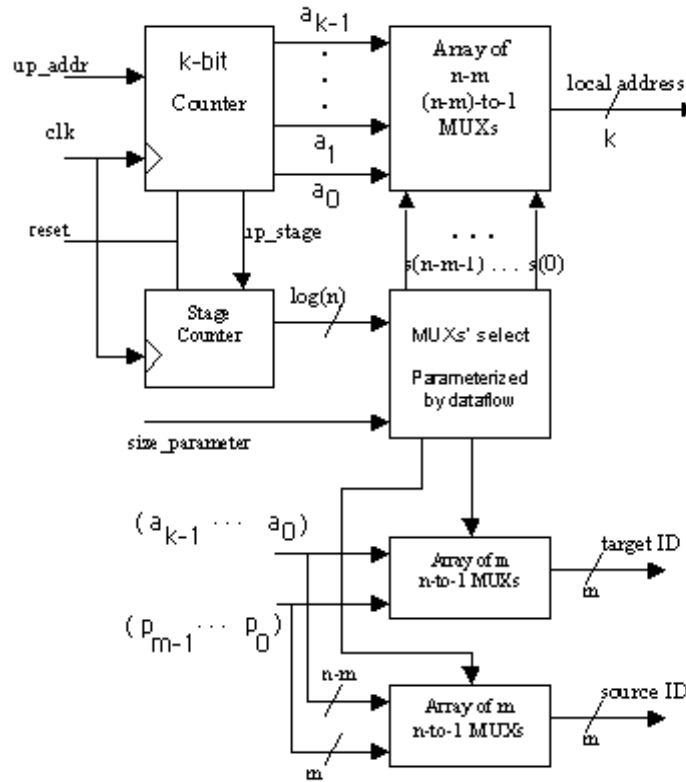 a k-1
up_addr
k-bit
Counter
Array of
n-m
(n-m)-to-1
MUXs
local address
k
clk
a 1
a 0
reset
up_stage
s(n-m-1) . . . s(0)
Stage
Counter
log(n)
MUXs' select
Parameterized
by dataflow
size_parameter
( a k-1 ··· a 0 )
Array of m
n-to-1 MUXs
target ID
m
( p m-1 ··· p 0 )
n-m
Array of m
n-to-1 MUXs
source ID
m
m